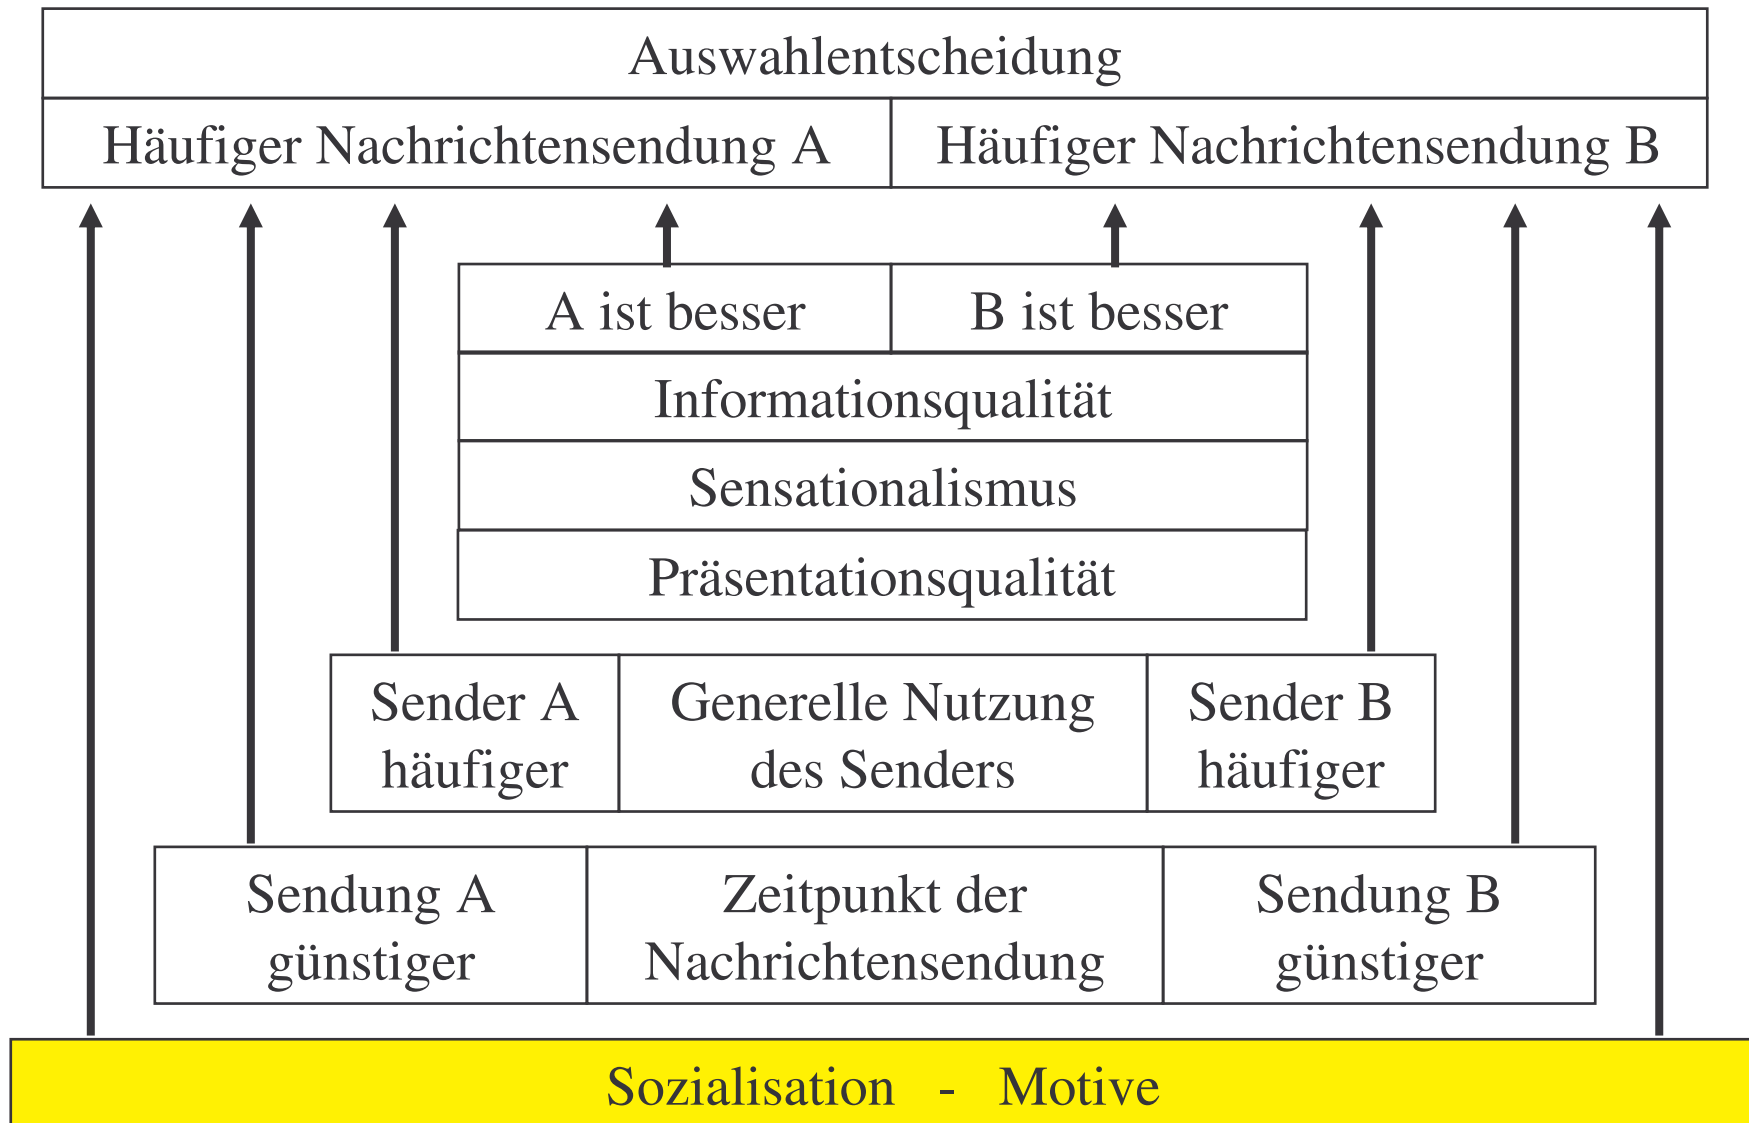 Auswahlentscheidung
Häufiger Nachrichtensendung A
Häufiger Nachrichtensendung B
A ist besser
B ist besser
Informationsqualität
Sensationalismus
Präsentationsqualität
Sender A
häufiger
Generelle Nutzung
des Senders
Sender B
häufiger
Sendung A
günstiger
Zeitpunkt der
Nachrichtensendung
Sendung B
günstiger
Sozialisation - Motive